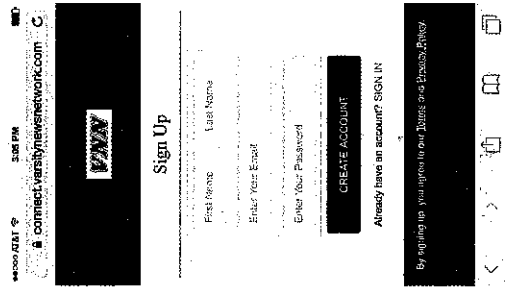 ●●○○○ AT&T 3:05 PM
connect.varsitynewsnetwork.com
VNN
Sign Up
First Name Last Name
Enter Your Email
Enter Your Password
CREATE ACCOUNT
Already have an account? SIGN IN
By signing up, you agree to our Terms and Privacy Policy.